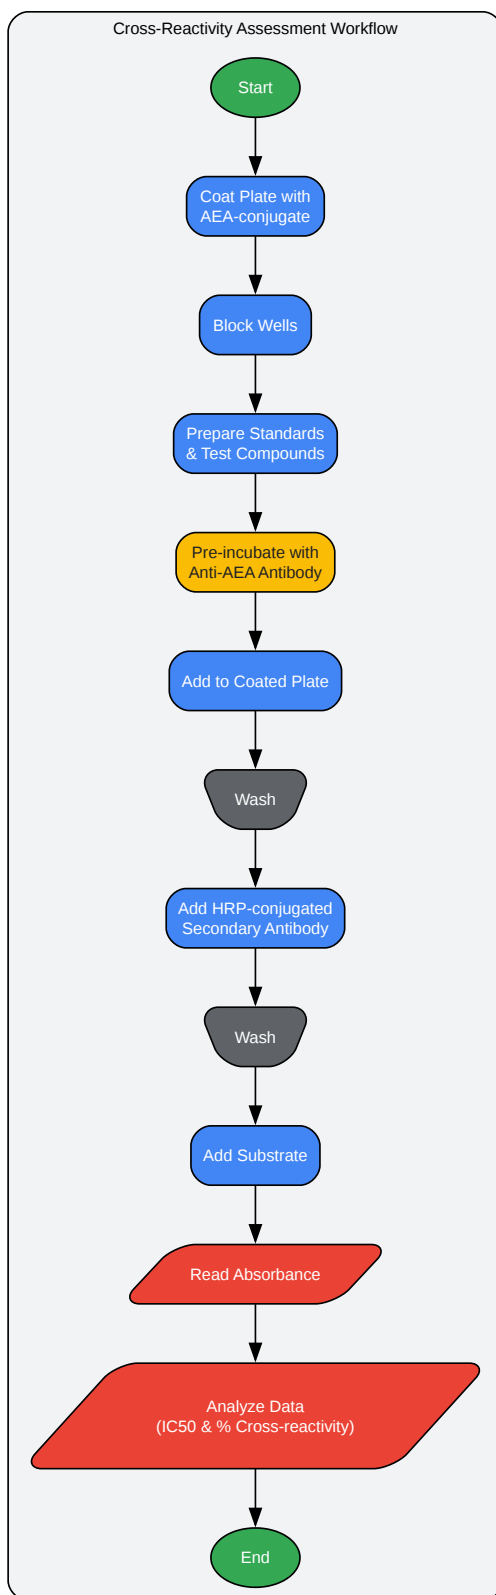 Cross-Reactivity Assessment Workflow
Start
Coat Plate with
AEA-conjugate
Block Wells
Prepare Standards
& Test Compounds
Pre-incubate with
Anti-AEA Antibody
Add to Coated Plate
Wash
Add HRP-conjugated
Secondary Antibody
Wash
Add Substrate
Read Absorbance
Analyze Data
(IC50 & % Cross-reactivity)
End